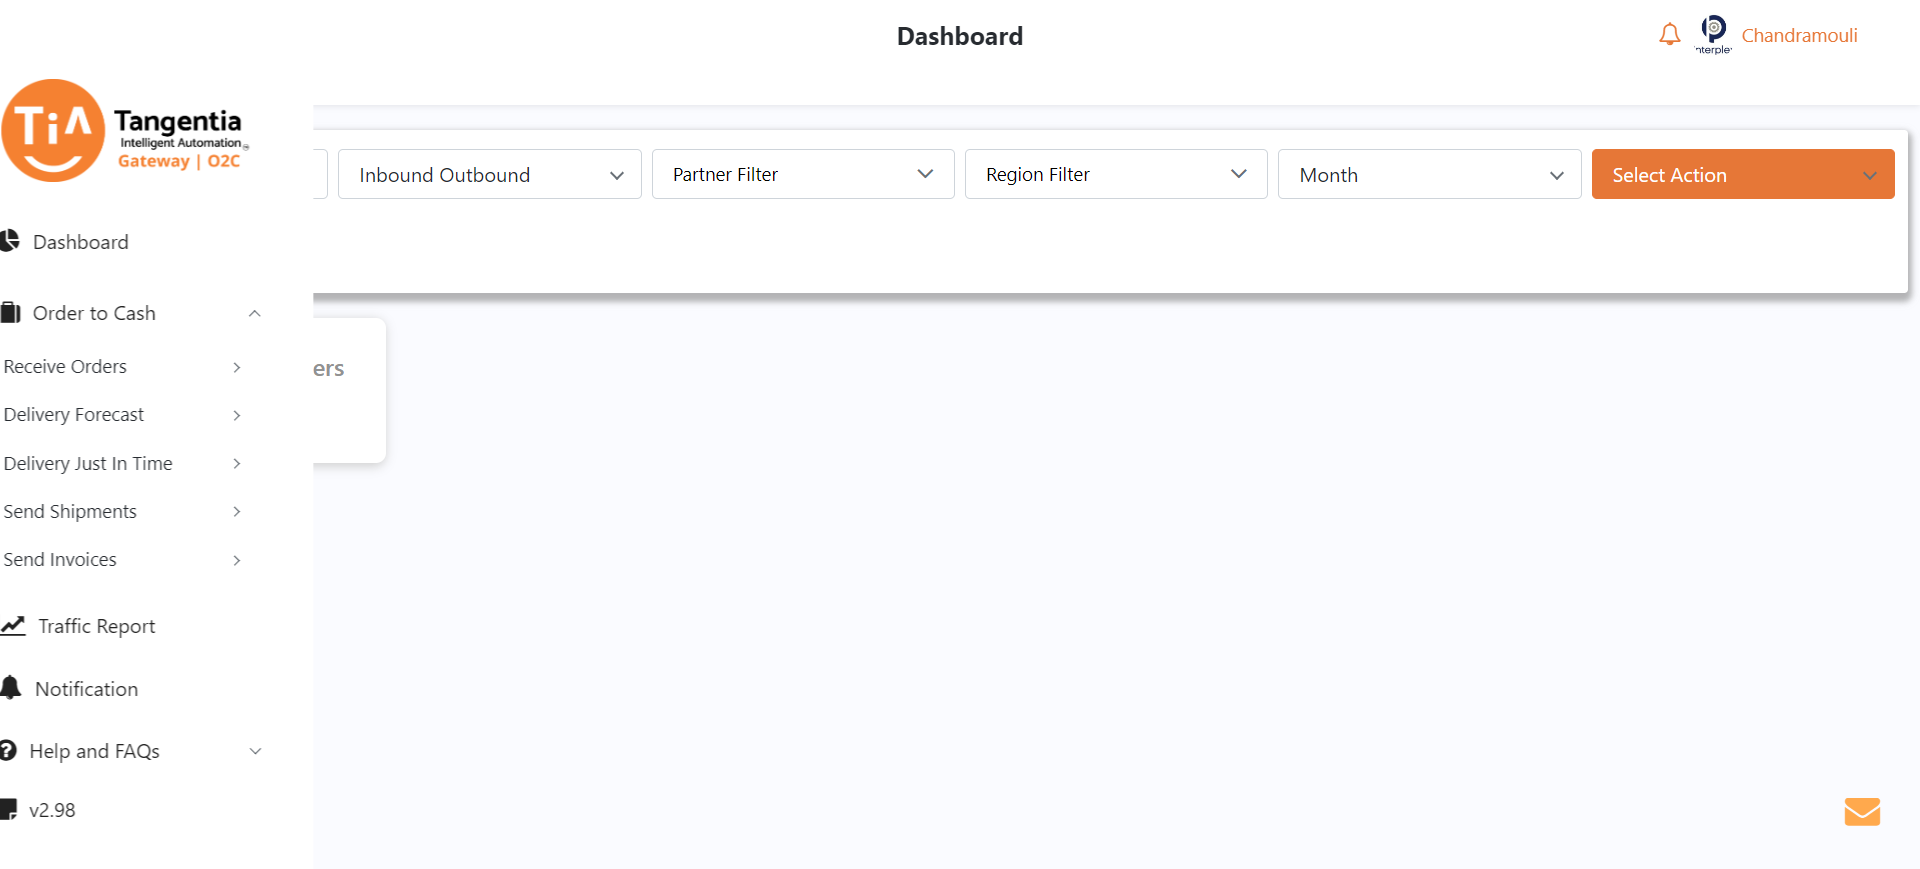 Dashboard
Chandramouli
TiA
Tangentia
Intelligent Automation
Gateway | O2C
Inbound Outbound
Partner Filter
Region Filter
Month
Select Action
Dashboard
Order to Cash
ers
Receive Orders
Delivery Forecast
Delivery Just In Time
Send Shipments
Send Invoices
Traffic Report
Notification
Help and FAQs
v2.98